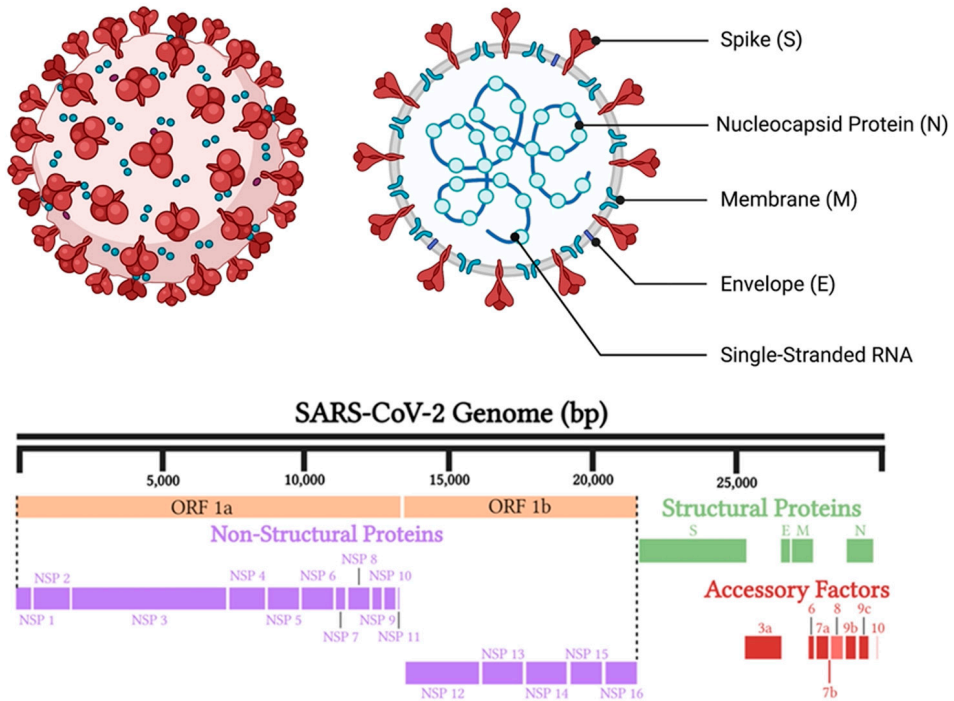 Spike (S)
Nucleocapsid Protein (N)
Membrane (M)
Envelope (E)
Single-Stranded RNA
SARS-CoV-2 Genome (bp)
5,000 10,000 15,000 20,000 25,000
ORF 1a ORF 1b
Structural Proteins
Non-Structural Proteins
S E M N
NSP 8
NSP 2 NSP 4 NSP 6 NSP 10
Accessory Factors
6 8 9c
NSP 1 NSP 3 NSP 5 NSP 9
3a 7a 9b 10
NSP 7 NSP 11
NSP 13 NSP 15
NSP 12 NSP 14 NSP 16
7b